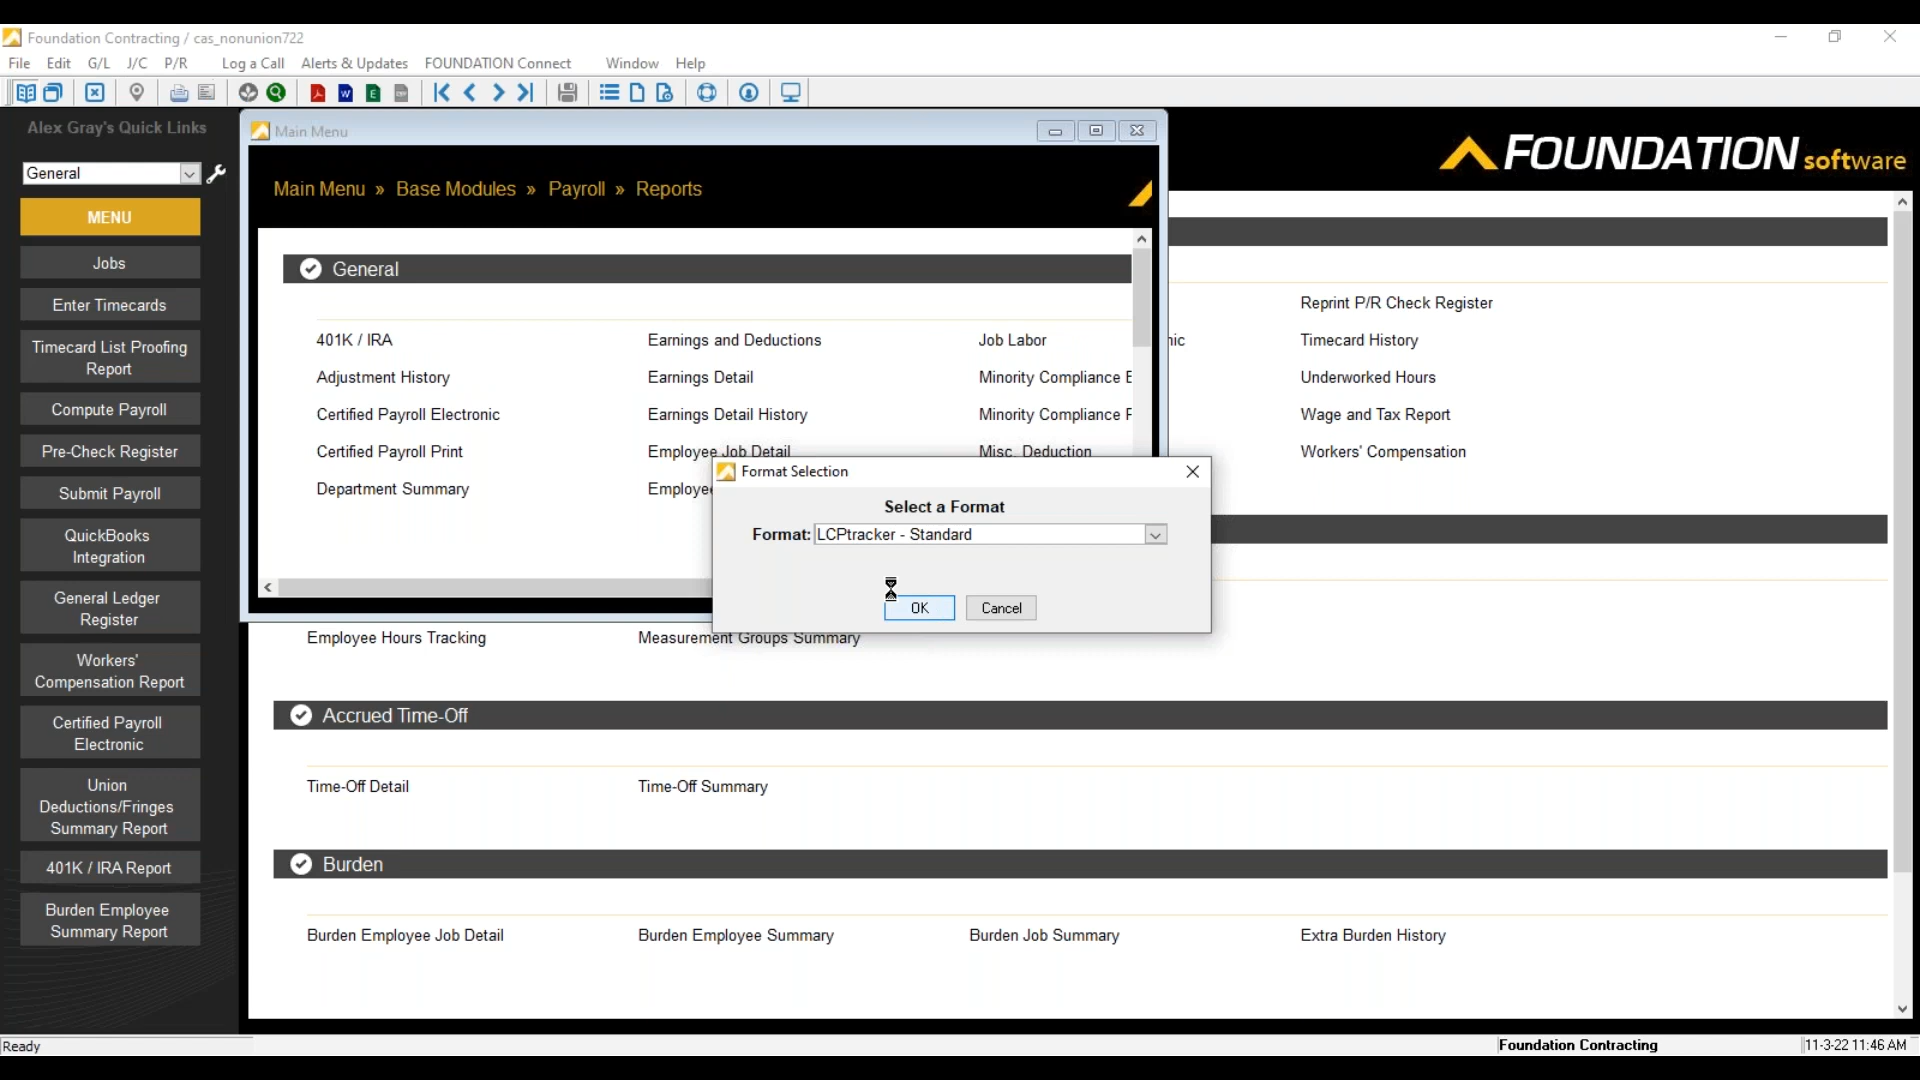 Foundation Contracting / cas_nonunion722
File Edit G/L J/C P/R Log a Call Alerts & Updates FOUNDATION Connect Window Help
Alex Gray's Quick Links
General
MENU
Jobs
Enter Timecards
Timecard List Proofing
Report
Compute Payroll
Pre-Check Register
Submit Payroll
QuickBooks
Integration
General Ledger
Register
Workers'
Compensation Report
Certified Payroll
Electronic
Union
Deductions/Fringes
Summary Report
401K / IRA Report
Burden Employee
Summary Report
Main Menu
FOUNDATION software
Main Menu » Base Modules » Payroll » Reports
General
401K / IRA
Earnings and Deductions
Job Labor
Adjustment History
Earnings Detail
Minority Compliance E
Certified Payroll Electronic
Earnings Detail History
Minority Compliance F
Certified Payroll Print
Employee Job Detail
Misc. Deduction
Department Summary
Employee
nic
Reprint P/R Check Register
Timecard History
Underworked Hours
Wage and Tax Report
Workers' Compensation
Format Selection
Select a Format
Format: LCPtracker - Standard
OK
Cancel
Employee Hours Tracking
Measurement Groups Summary
Accrued Time-Off
Time-Off Detail
Time-Off Summary
Burden
Burden Employee Job Detail
Burden Employee Summary
Burden Job Summary
Extra Burden History
Ready
Foundation Contracting
11-3-22 11:46 AM